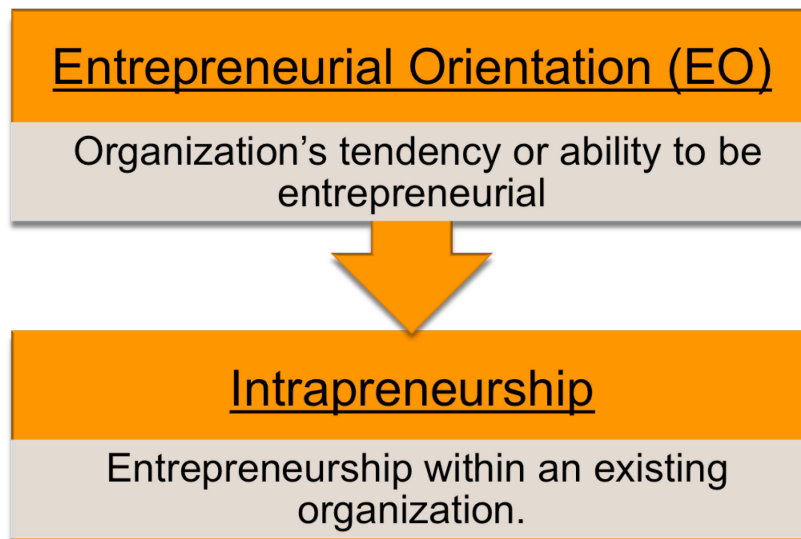 Entrepreneurial Orientation (EO)
Organization’s tendency or ability to be
entrepreneurial
Intrapreneurship
Entrepreneurship within an existing
organization.